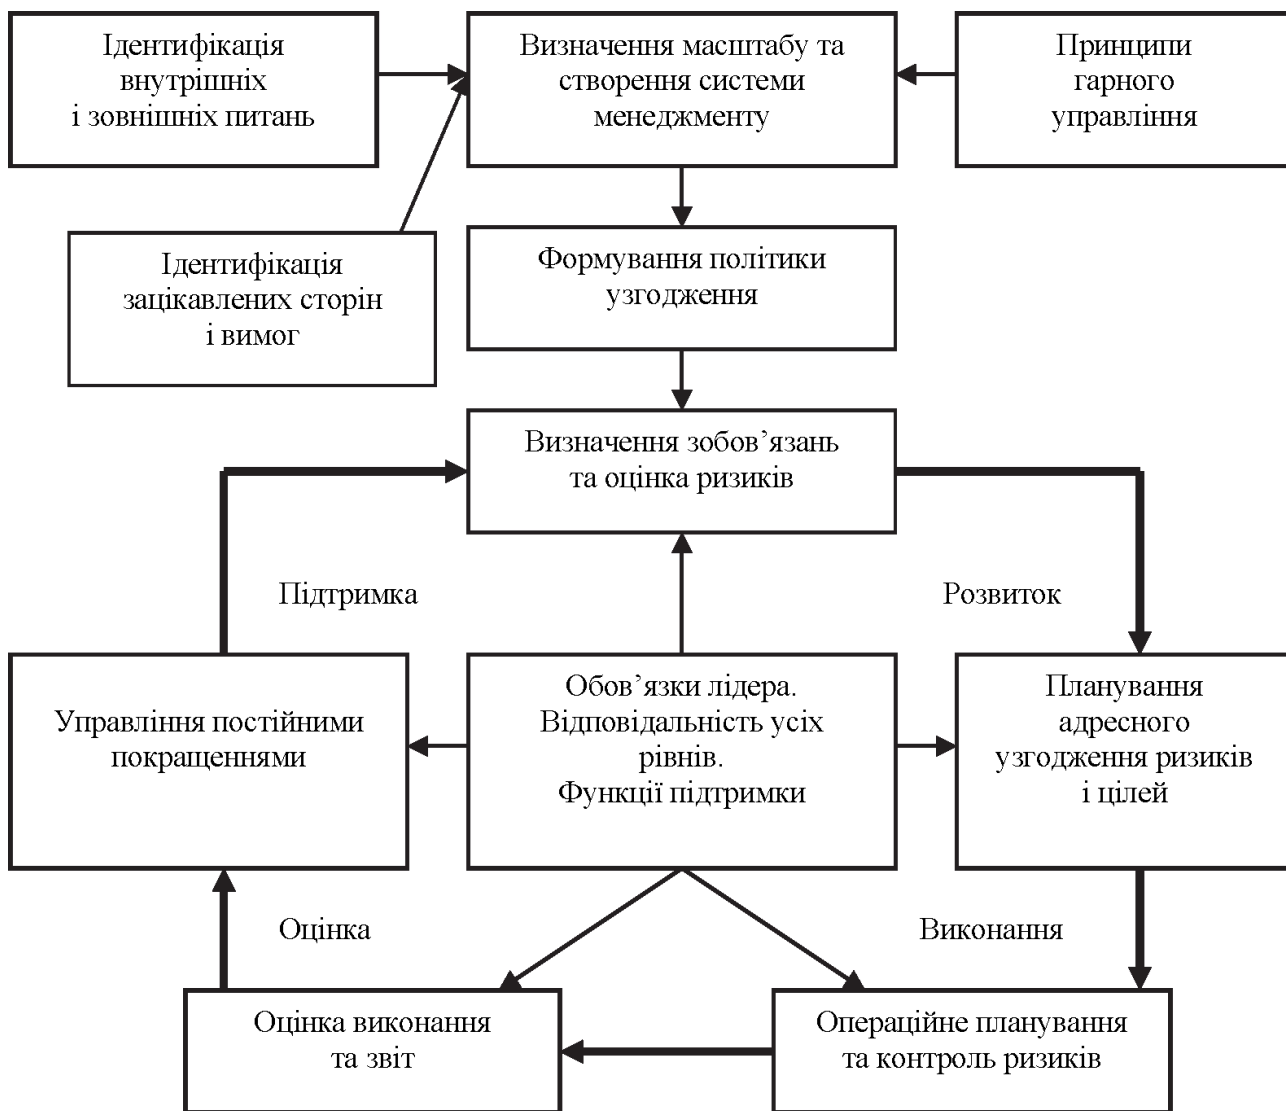 Ідентифікація
внутрішніх
і зовнішніх питань
Визначення масштабу та
створення системи
менеджменту
Принципи
гарного
управління
Ідентифікація
зацікавлених сторін
і вимог
Формування політики
узгодження
Визначення зобов’язань
та оцінка ризиків
Підтримка
Розвиток
Управління постійними
покращеннями
Обов’язки лідера.
Відповідальність усіх
рівнів.
Функції підтримки
Планування
адресного
узгодження ризиків
і цілей
Оцінка
Виконання
Оцінка виконання
та звіт
Операційне планування
та контроль ризиків